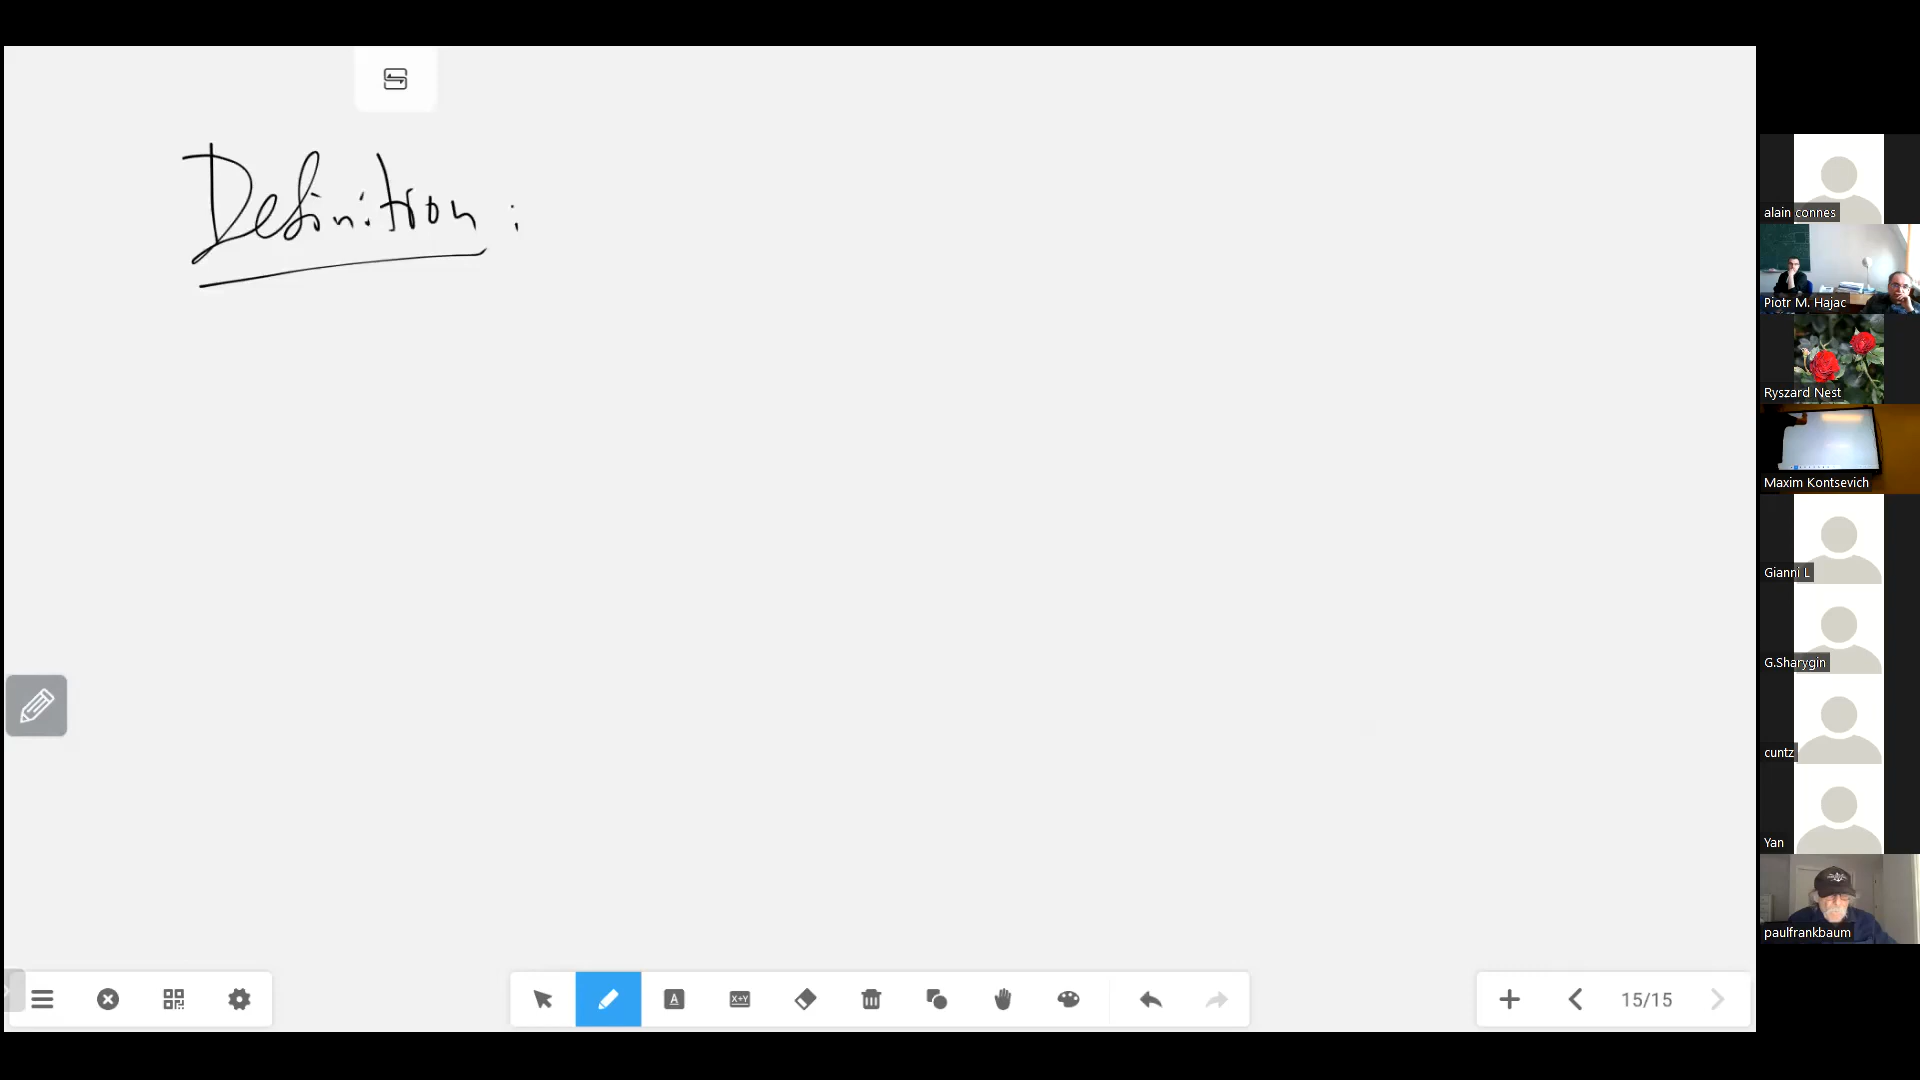 Definition :
alain connes
Piotr M. Hajac
Ryszard Nest
Maxim Kontsevich
Gianni L
G.Sharygin
cuntz
Yan
paulfrankbaum
A
X+Y
15/15